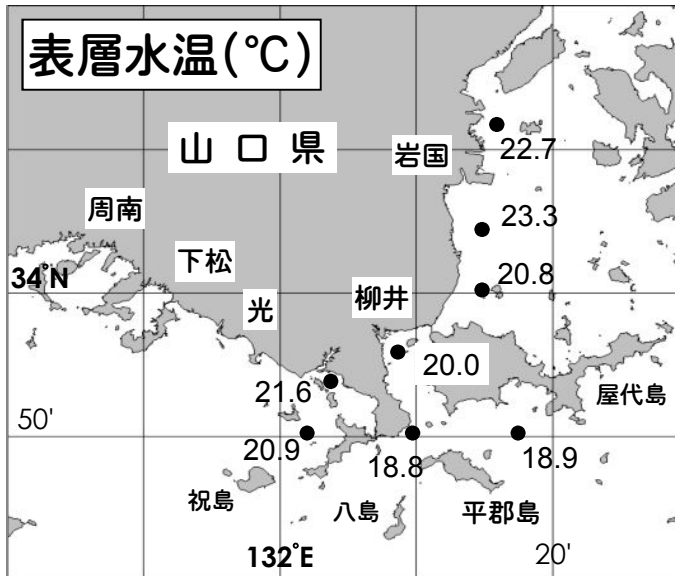 表層水温(℃)
山口県
岩国
22.7
周南
23.3
下松
34°N
20.8
光
柳井
20.0
21.6
屋代島
50'
20.9
18.8
18.9
祝島
八島
平郡島
132°E
20'